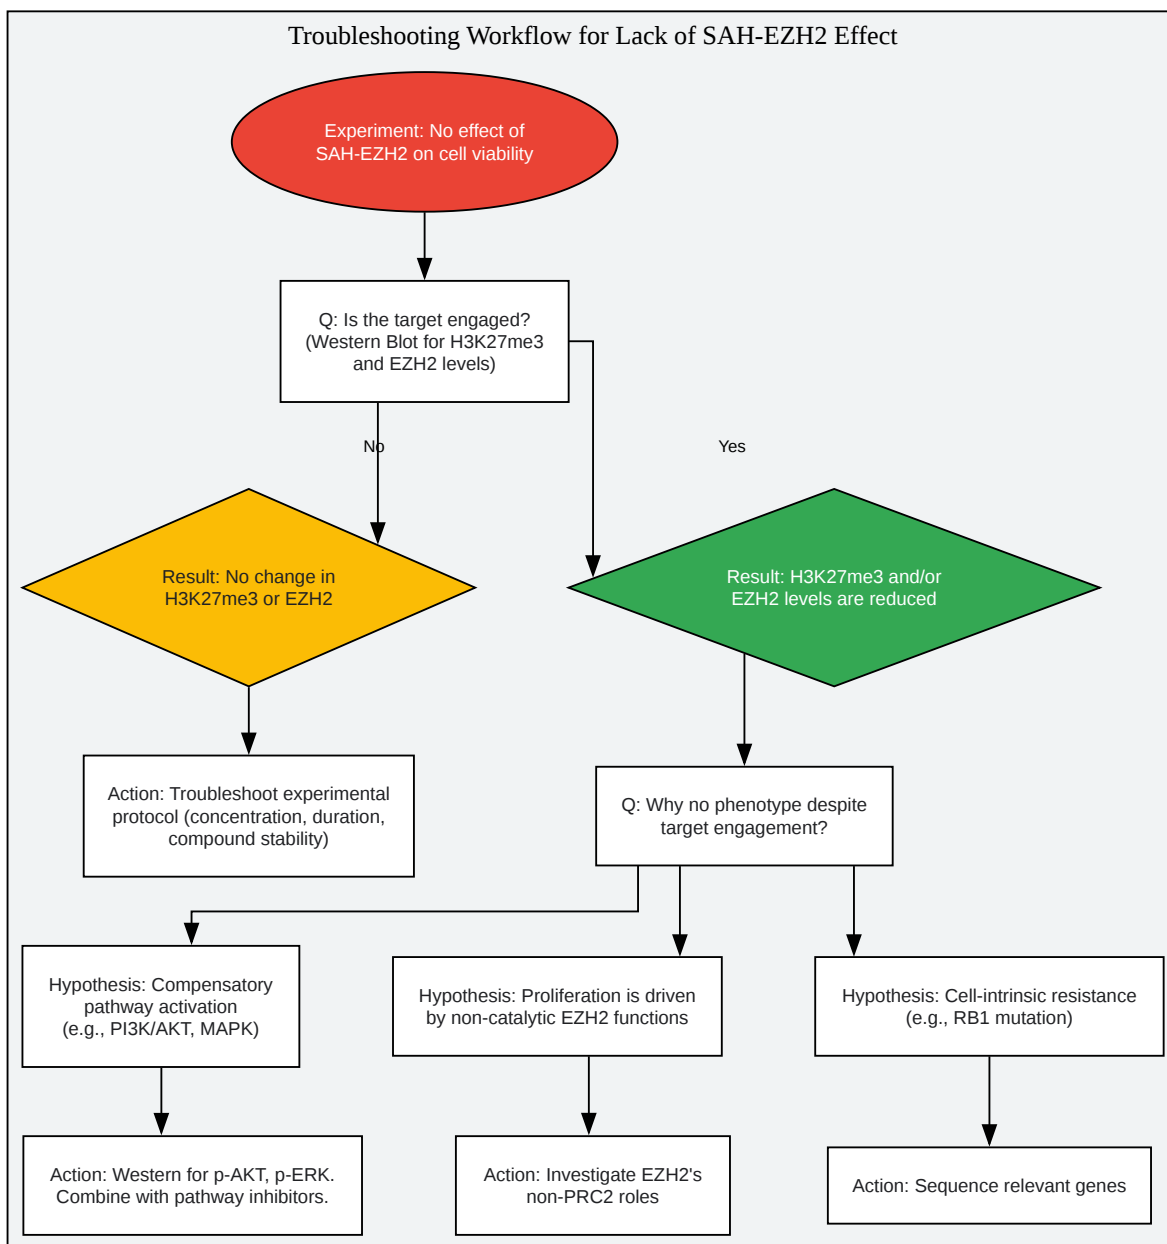 Troubleshooting Workflow for Lack of SAH-EZH2 Effect
Experiment: No effect of
SAH-EZH2 on cell viability
Q: Is the target engaged?
(Western Blot for H3K27me3
and EZH2 levels)
No
Yes
Result: No change in
H3K27me3 or EZH2
Result: H3K27me3 and/or
EZH2 levels are reduced
Action: Troubleshoot experimental
protocol (concentration, duration,
compound stability)
Q: Why no phenotype despite
target engagement?
Hypothesis: Compensatory
pathway activation
(e.g., PI3K/AKT, MAPK)
Hypothesis: Proliferation is driven
by non-catalytic EZH2 functions
Hypothesis: Cell-intrinsic resistance
(e.g., RB1 mutation)
Action: Western for p-AKT, p-ERK.
Combine with pathway inhibitors.
Action: Investigate EZH2's
non-PRC2 roles
Action: Sequence relevant genes